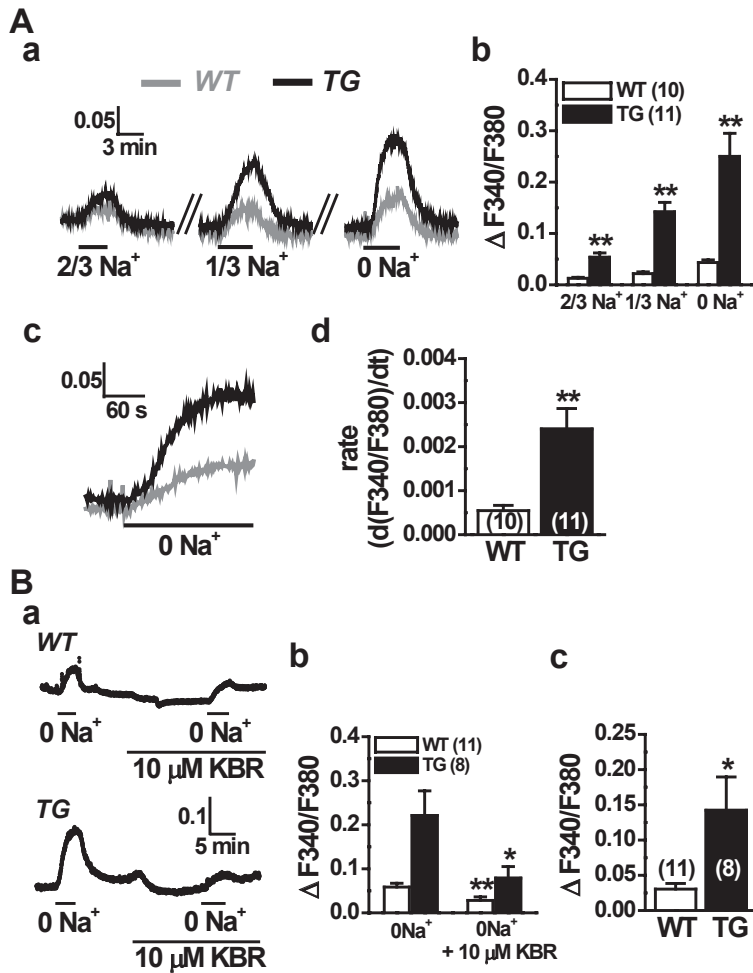 A
a
WT
TG
0.05
3 min
2/3 Na⁺
1/3 Na⁺
0 Na⁺
b
Δ F340/F380
0.4
0.3
0.2
0.1
0.0
WT (10)
TG (11)
**
**
**
2/3 Na⁺
1/3 Na⁺
0 Na⁺
c
0.05
60 s
0 Na⁺
d
rate
(d(F340/F380)/dt)
0.004
0.003
0.002
0.001
0.000
**
(10)
(11)
WT
TG
B
a
WT
0 Na⁺
0 Na⁺
10 µM KBR
TG
0.1
5 min
0 Na⁺
0 Na⁺
10 µM KBR
b
Δ F340/F380
0.4
0.3
0.2
0.1
0.0
WT (11)
TG (8)
**
*
0Na⁺
0Na⁺
+ 10 µM KBR
c
Δ F340/F380
0.25
0.20
0.15
0.10
0.05
0.00
*
(11)
(8)
WT
TG